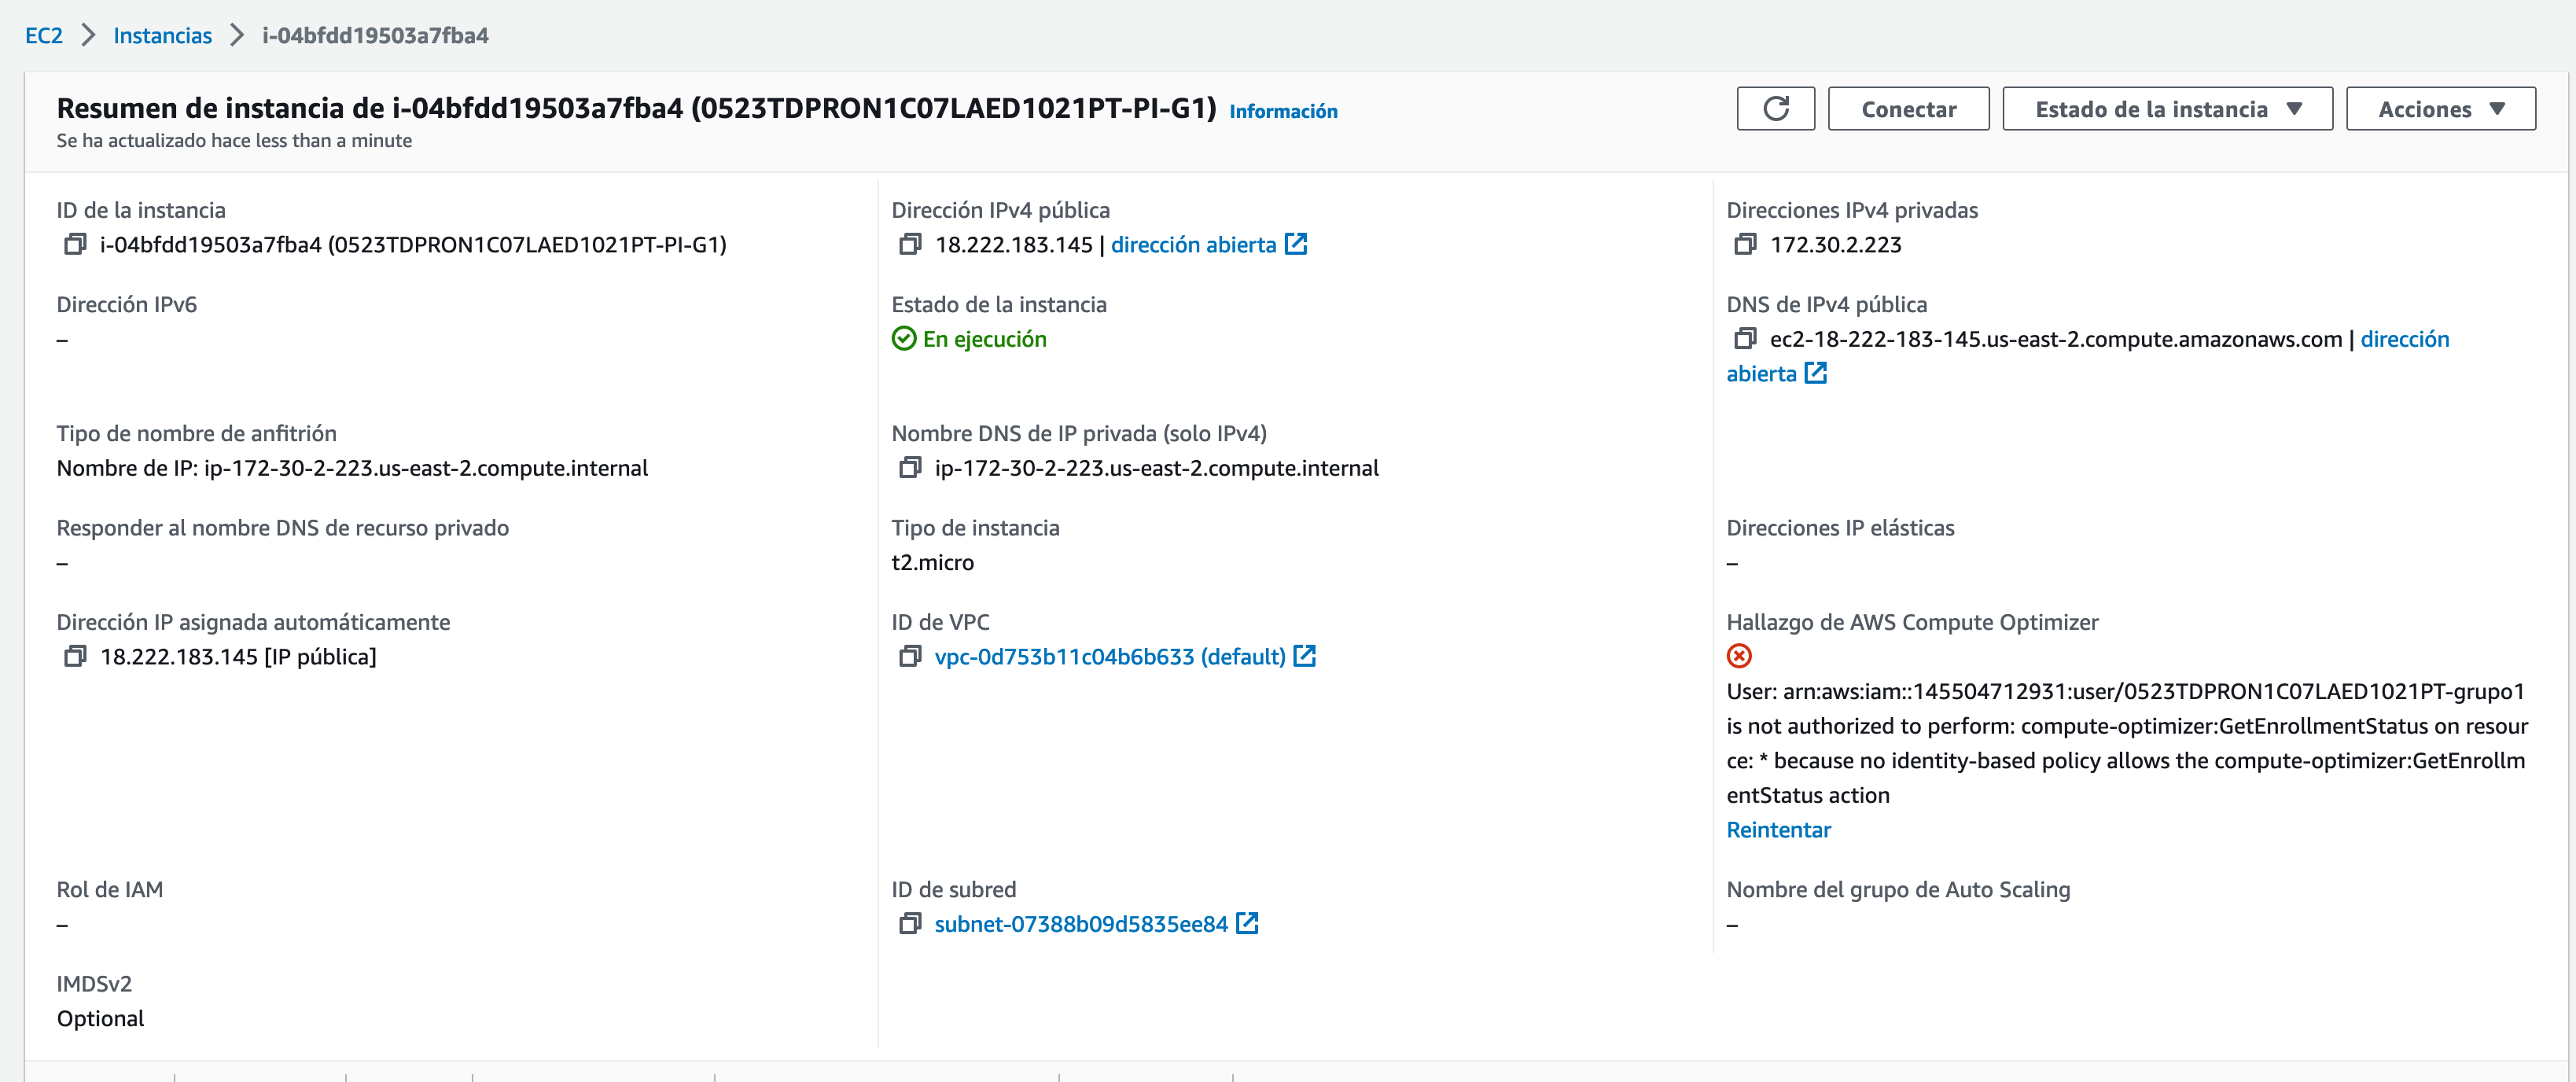 EC2 > Instancias > i-04bfdd19503a7fba4
Resumen de instancia de i-04bfdd19503a7fba4 (0523TDPRON1C07LAED1021PT-PI-G1) Información
Se ha actualizado hace less than a minute
Conectar
Estado de la instancia
Acciones
ID de la instancia
i-04bfdd19503a7fba4 (0523TDPRON1C07LAED1021PT-PI-G1)
Dirección IPv4 pública
18.222.183.145 | dirección abierta
Direcciones IPv4 privadas
172.30.2.223
Dirección IPv6
–
Estado de la instancia
En ejecución
DNS de IPv4 pública
ec2-18-222-183-145.us-east-2.compute.amazonaws.com | dirección
abierta
Tipo de nombre de anfitrión
Nombre de IP: ip-172-30-2-223.us-east-2.compute.internal
Nombre DNS de IP privada (solo IPv4)
ip-172-30-2-223.us-east-2.compute.internal
Responder al nombre DNS de recurso privado
–
Tipo de instancia
t2.micro
Direcciones IP elásticas
–
Dirección IP asignada automáticamente
18.222.183.145 [IP pública]
ID de VPC
vpc-0d753b11c04b6b633 (default)
Hallazgo de AWS Compute Optimizer
User: arn:aws:iam::145504712931:user/0523TDPRON1C07LAED1021PT-grupo1
is not authorized to perform: compute-optimizer:GetEnrollmentStatus on resour
ce: * because no identity-based policy allows the compute-optimizer:GetEnrollm
entStatus action
Reintentar
Rol de IAM
–
ID de subred
subnet-07388b09d5835ee84
Nombre del grupo de Auto Scaling
–
IMDSv2
Optional